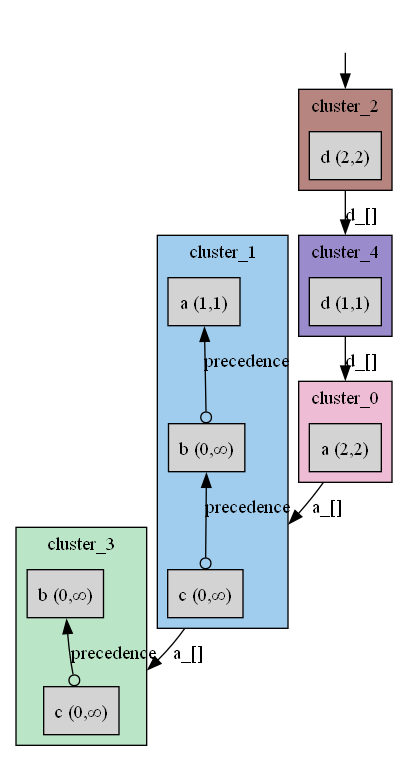 cluster_2
d (2,2)
d_[]
cluster_4
d (1,1)
d_[]
cluster_0
a (2,2)
a_[]
cluster_1
a (1,1)
precedence
b (0,∞)
precedence
c (0,∞)
a_[]
cluster_3
b (0,∞)
precedence
c (0,∞)